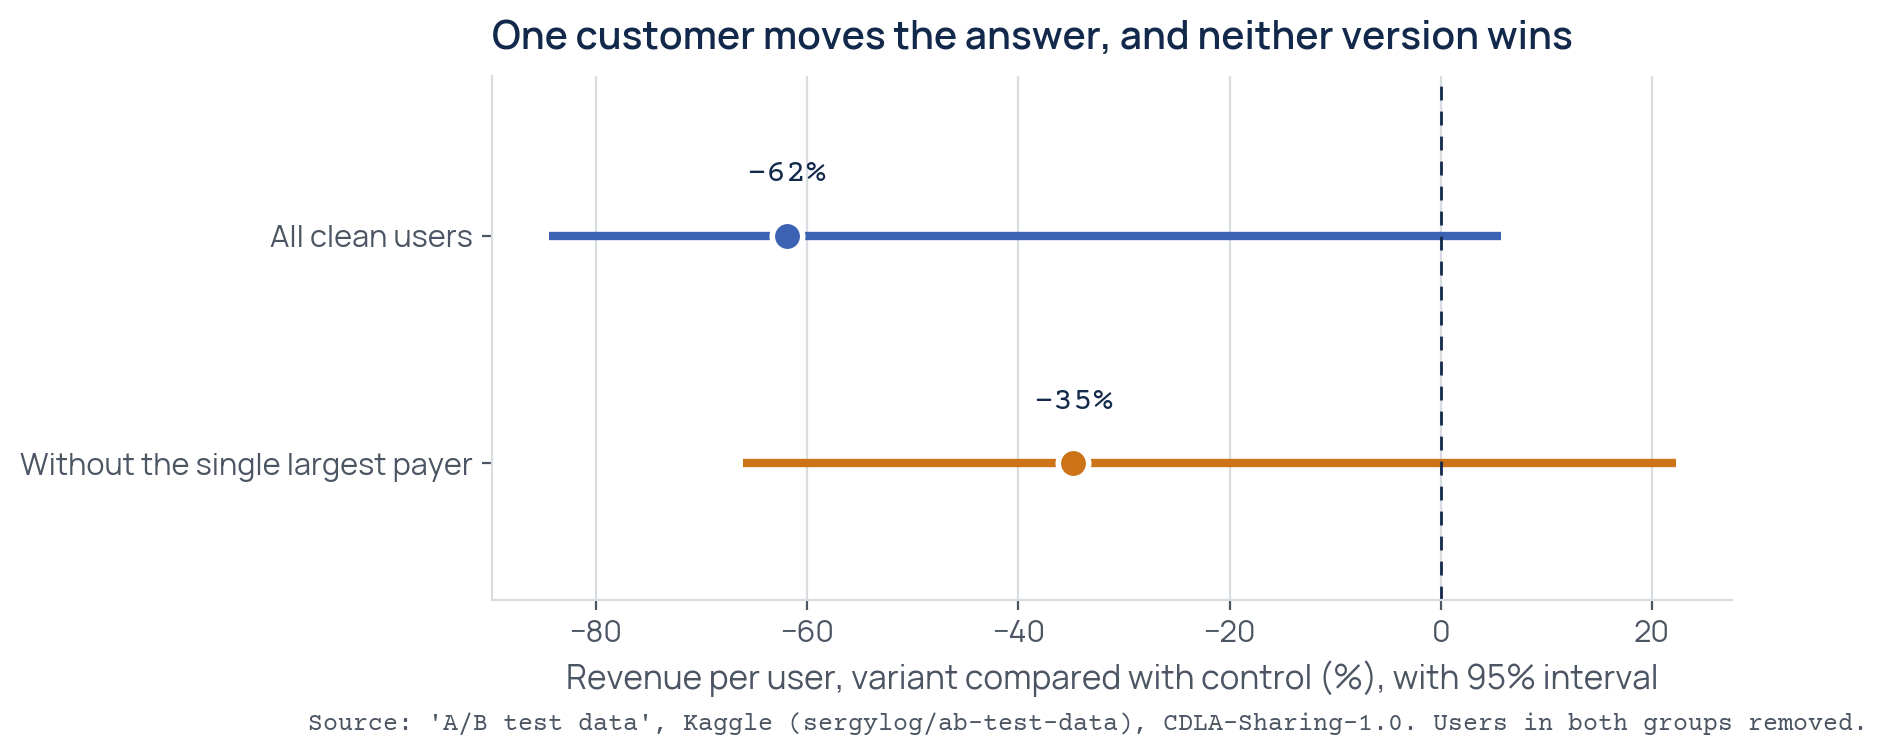 One customer moves the answer, and neither version wins
−62%
All clean users
−35%
Without the single largest payer
−80 −60 −40 −20 0 20
Revenue per user, variant compared with control (%), with 95% interval
Source: 'A/B test data', Kaggle (sergylog/ab-test-data), CDLA-Sharing-1.0. Users in both groups removed.